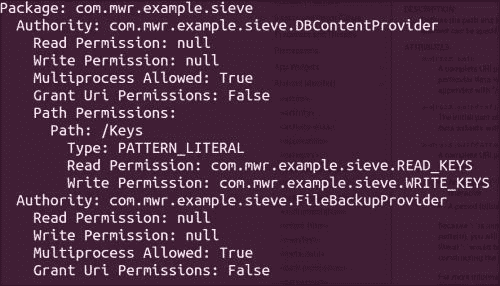 Package: com.mwr.example.sieve
Authority: com.mwr.example.sieve.DBContentProvider
Read Permission: null
Write Permission: null
Multiprocess Allowed: True
Grant Uri Permissions: False
Path Permissions:
Path: /Keys
Type: PATTERN_LITERAL
Read Permission: com.mwr.example.sieve.READ_KEYS
Write Permission: com.mwr.example.sieve.WRITE_KEYS
Authority: com.mwr.example.sieve.FileBackupProvider
Read Permission: null
Write Permission: null
Multiprocess Allowed: True
Grant Uri Permissions: False